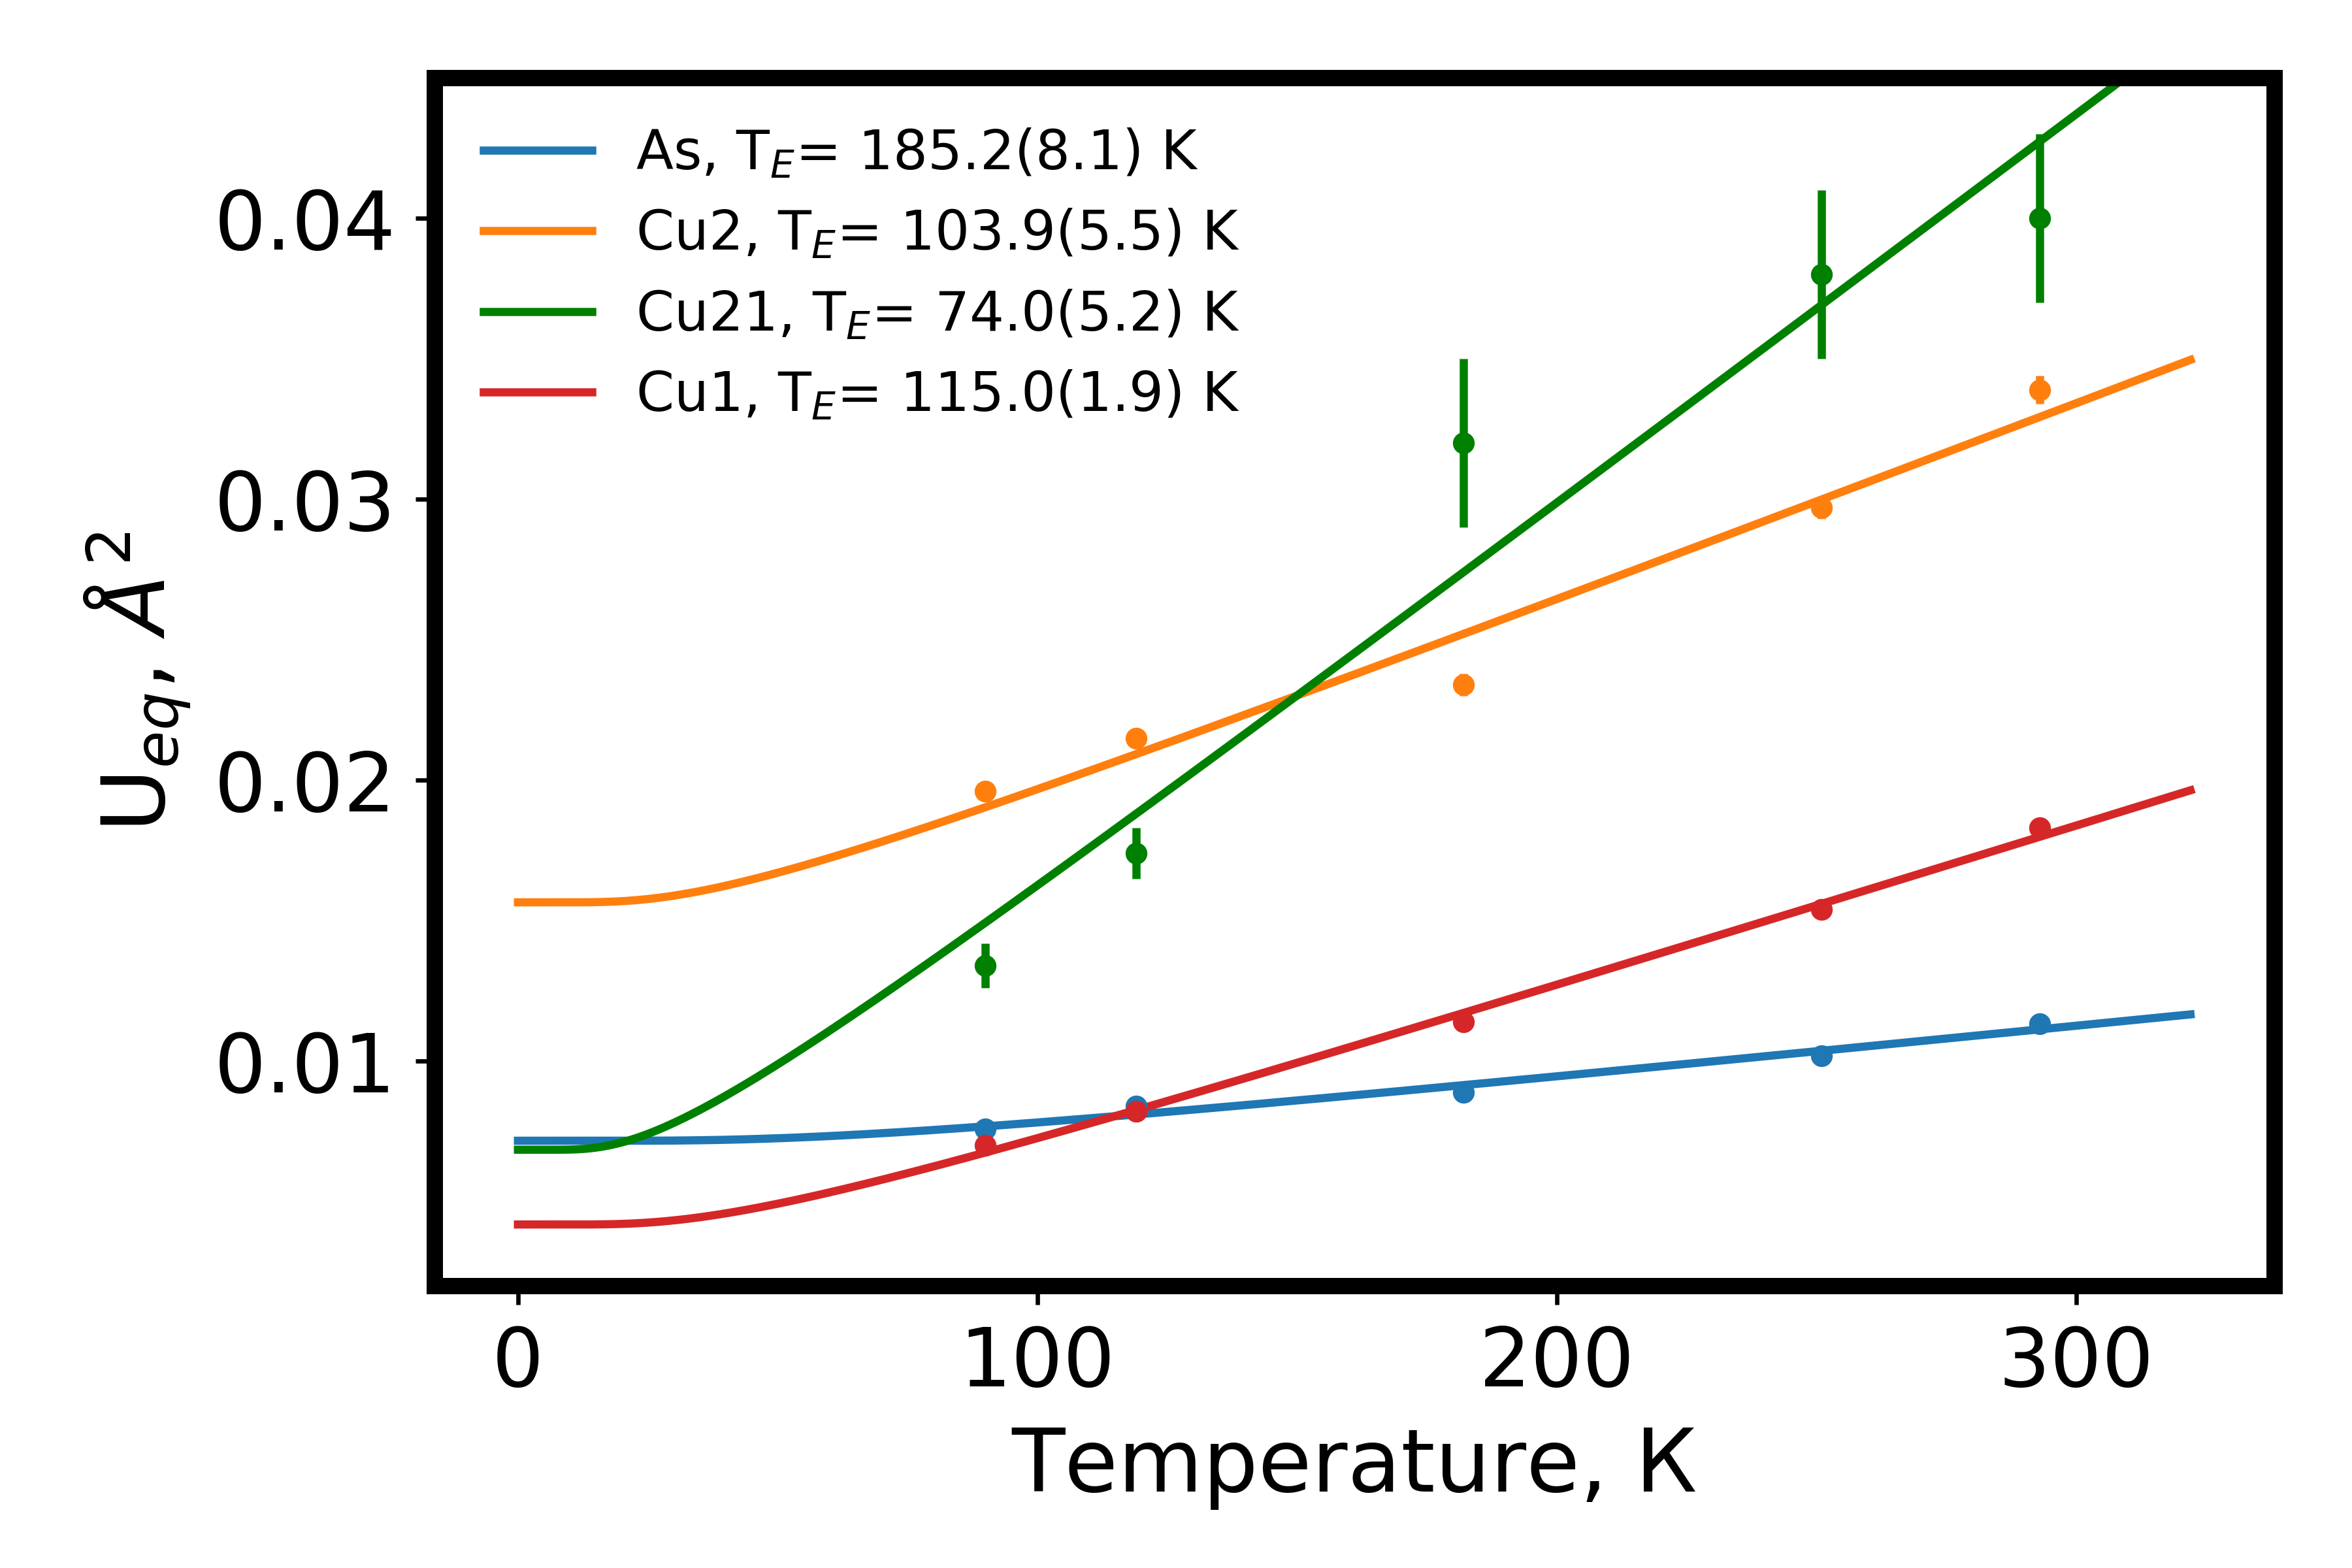 As, T_E= 185.2(8.1) K
Cu2, T_E= 103.9(5.5) K
Cu21, T_E= 74.0(5.2) K
Cu1, T_E= 115.0(1.9) K
0.04
0.03
0.02
0.01
U_eq, Å²
0 100 200 300
Temperature, K